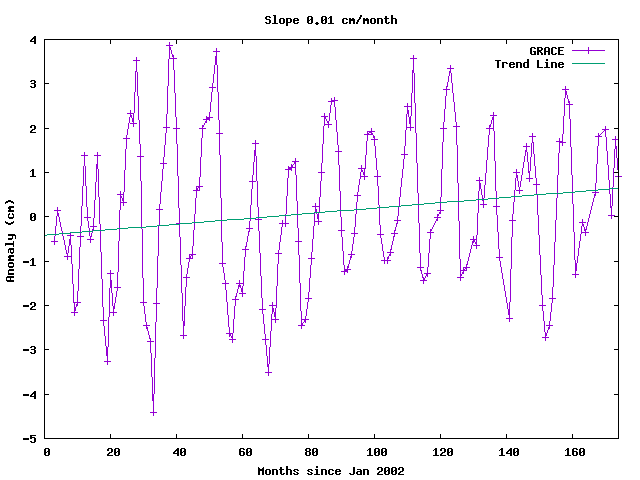 Slope 0.01 cm/month
GRACE
Trend Line
4
3
2
1
0
-1
-2
-3
-4
-5
Anomaly (cm)
0 20 40 60 80 100 120 140 160
Months since Jan 2002